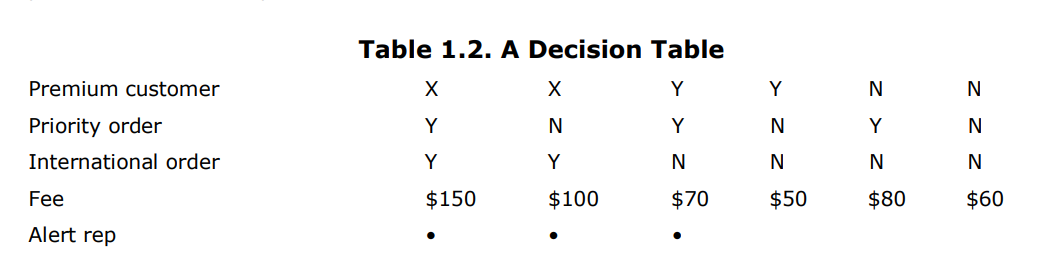 Table 1.2. A Decision Table
Premium customer X X Y Y N N
Priority order Y N Y N Y N
International order Y Y N N N N
Fee $150 $100 $70 $50 $80 $60
Alert rep • • •